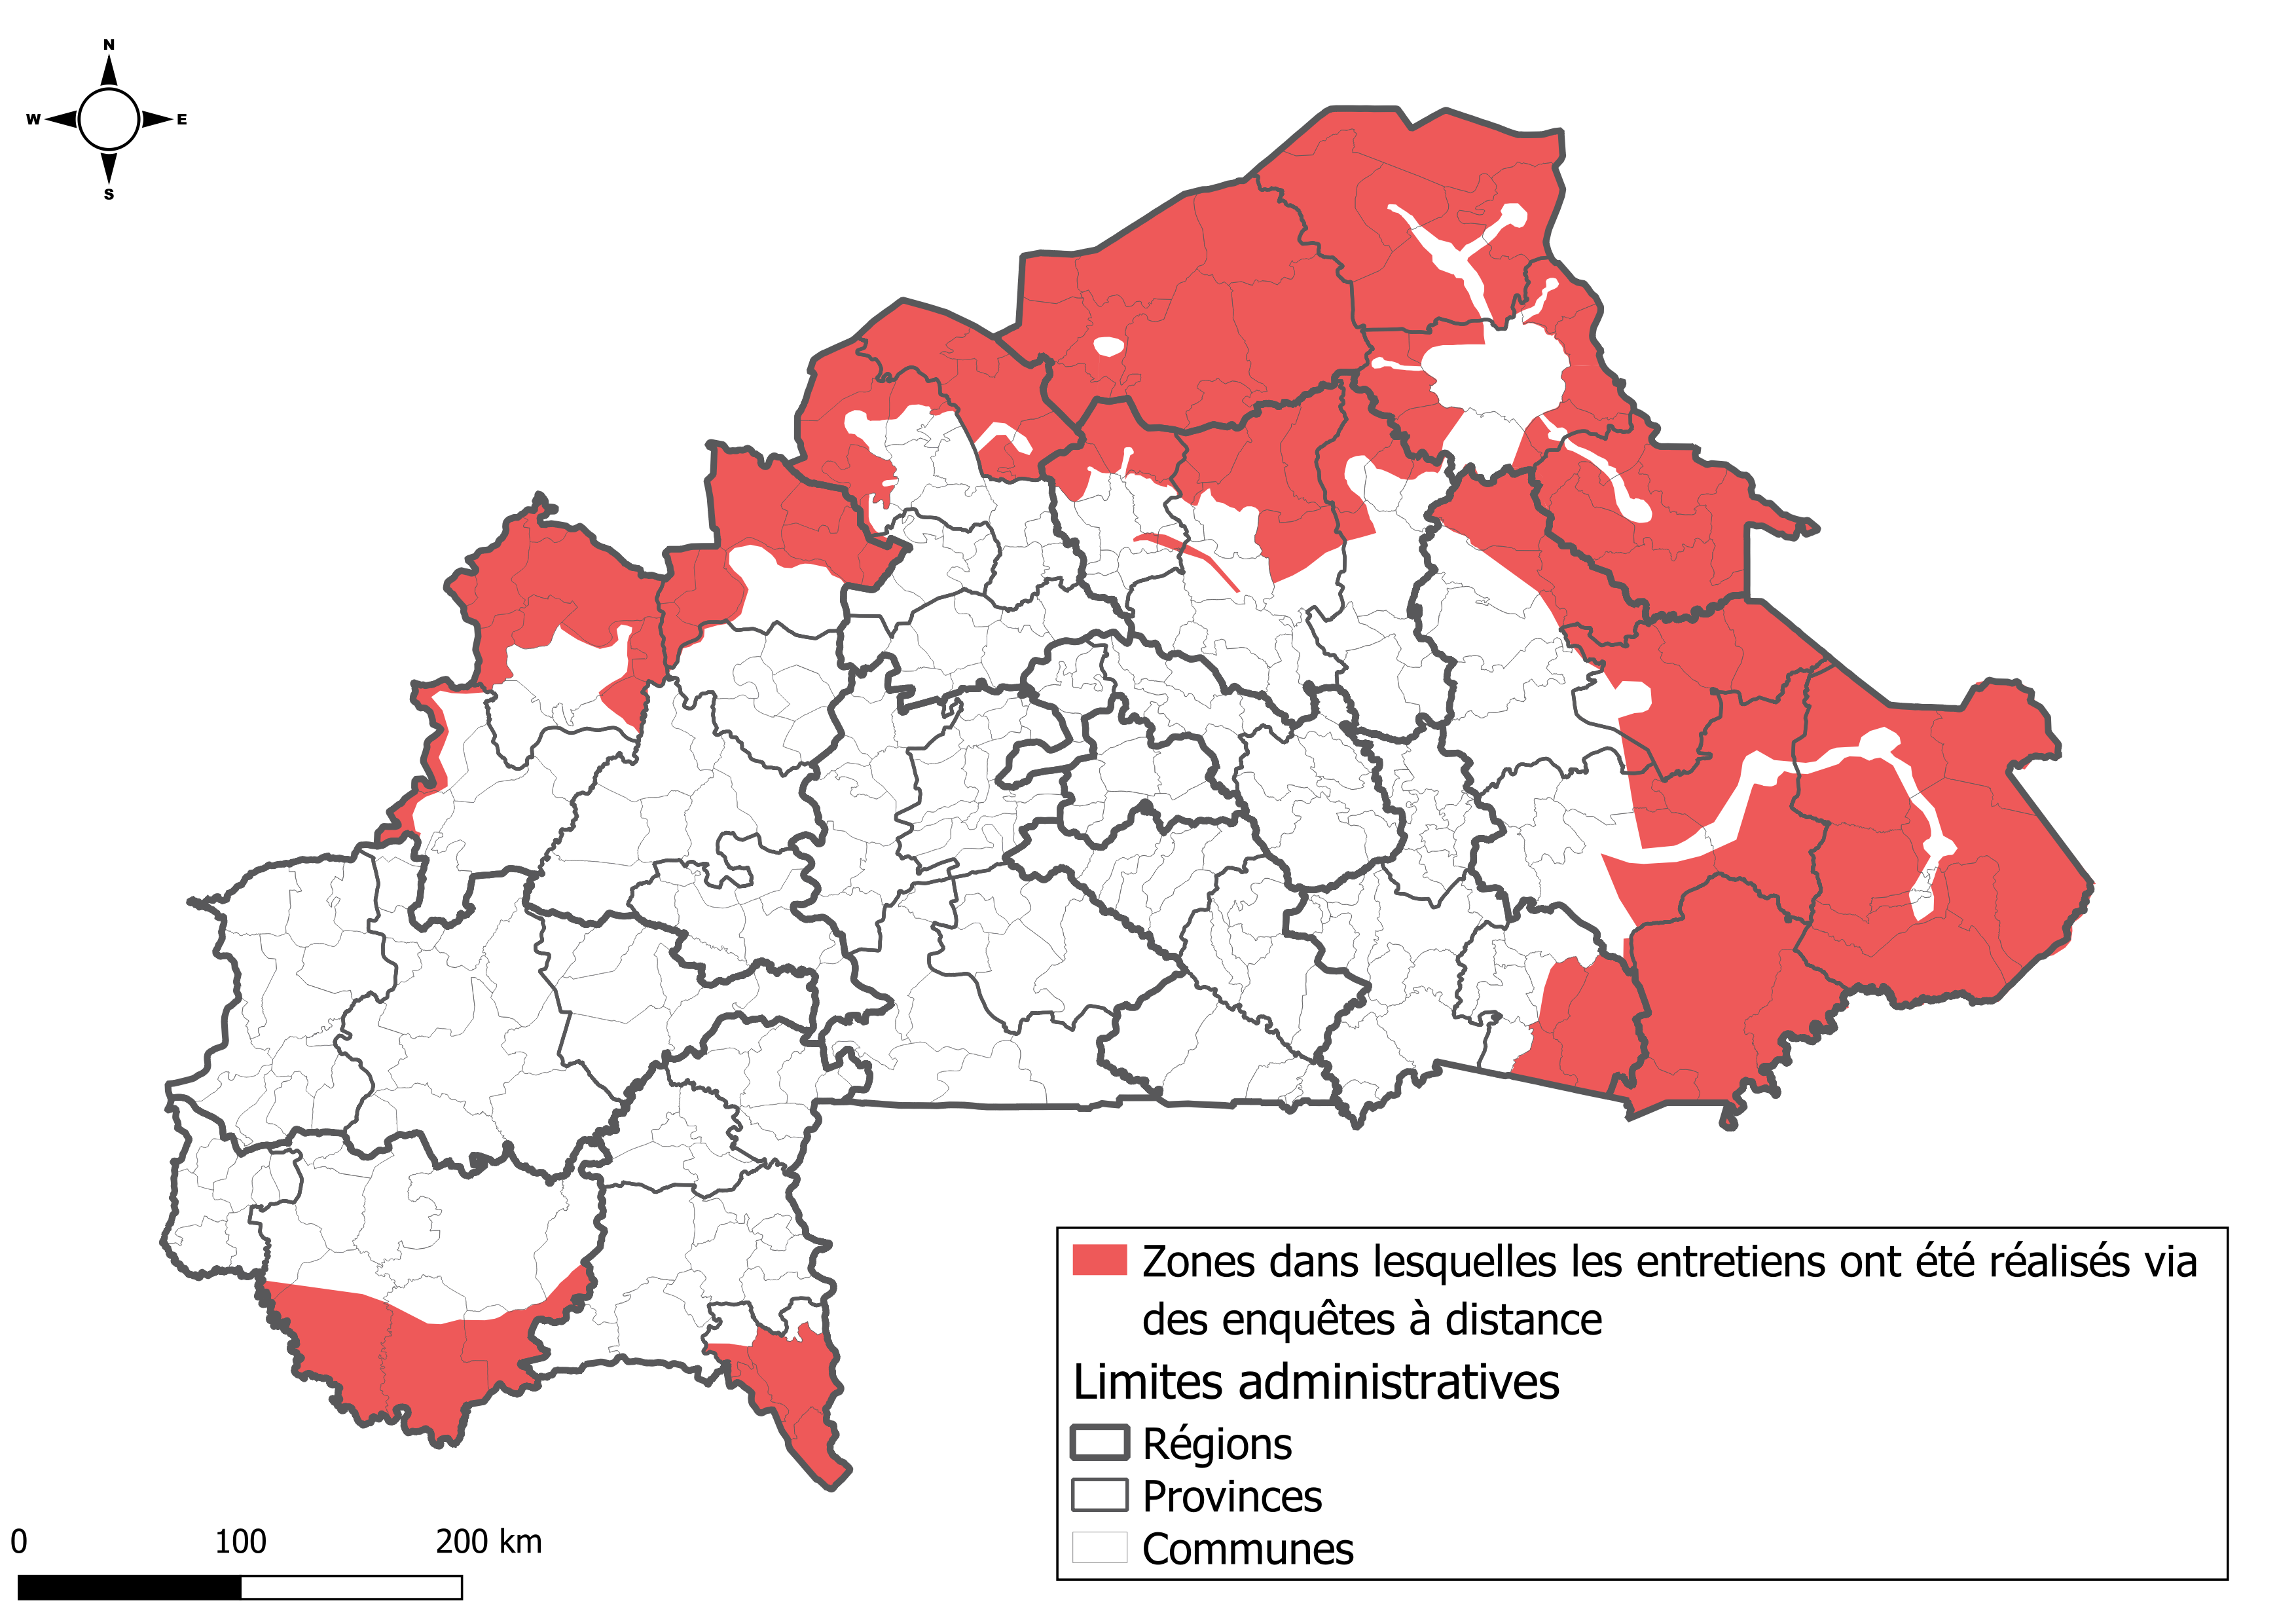 N
W E
S
Zones dans lesquelles les entretiens ont été réalisés via
des enquêtes à distance
Limites administratives
Régions
Provinces
Communes
0 100 200 km